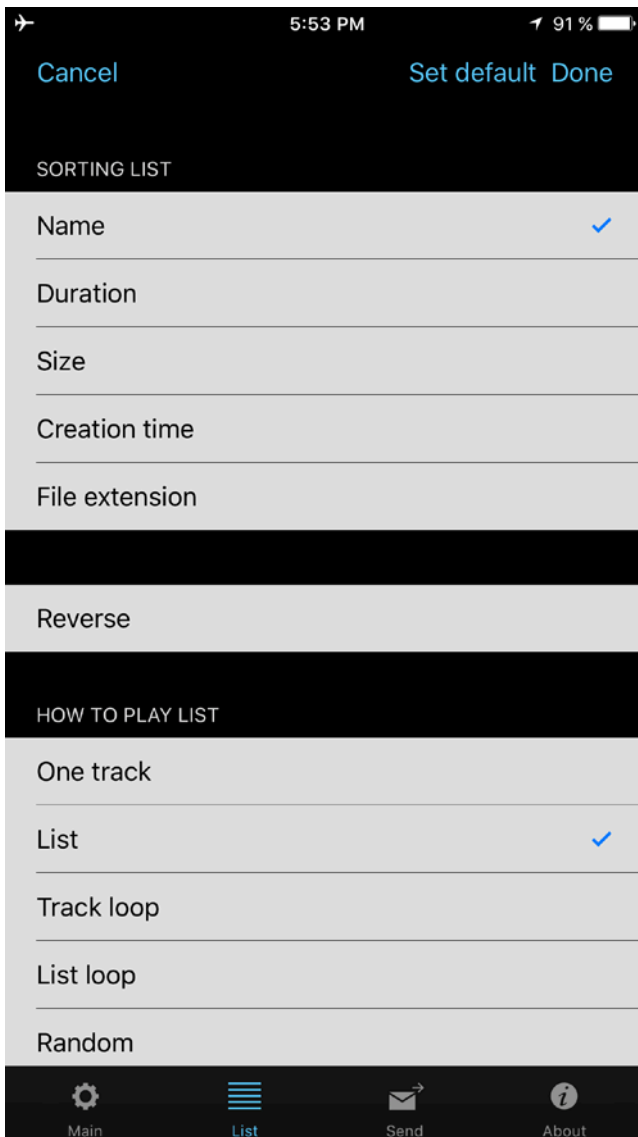 5:53 PM 91 %
Cancel Set default Done
SORTING LIST
Name
Duration
Size
Creation time
File extension
Reverse
HOW TO PLAY LIST
One track
List
Track loop
List loop
Random
Main List Send About